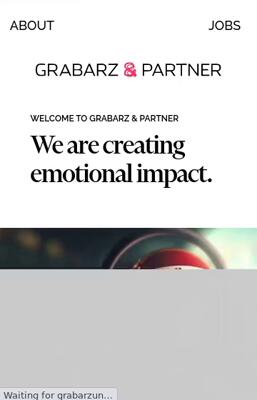 ABOUT JOBS
GRABARZ & PARTNER
WELCOME TO GRABARZ & PARTNER
We are creating
emotional impact.
Waiting for grabarzun...